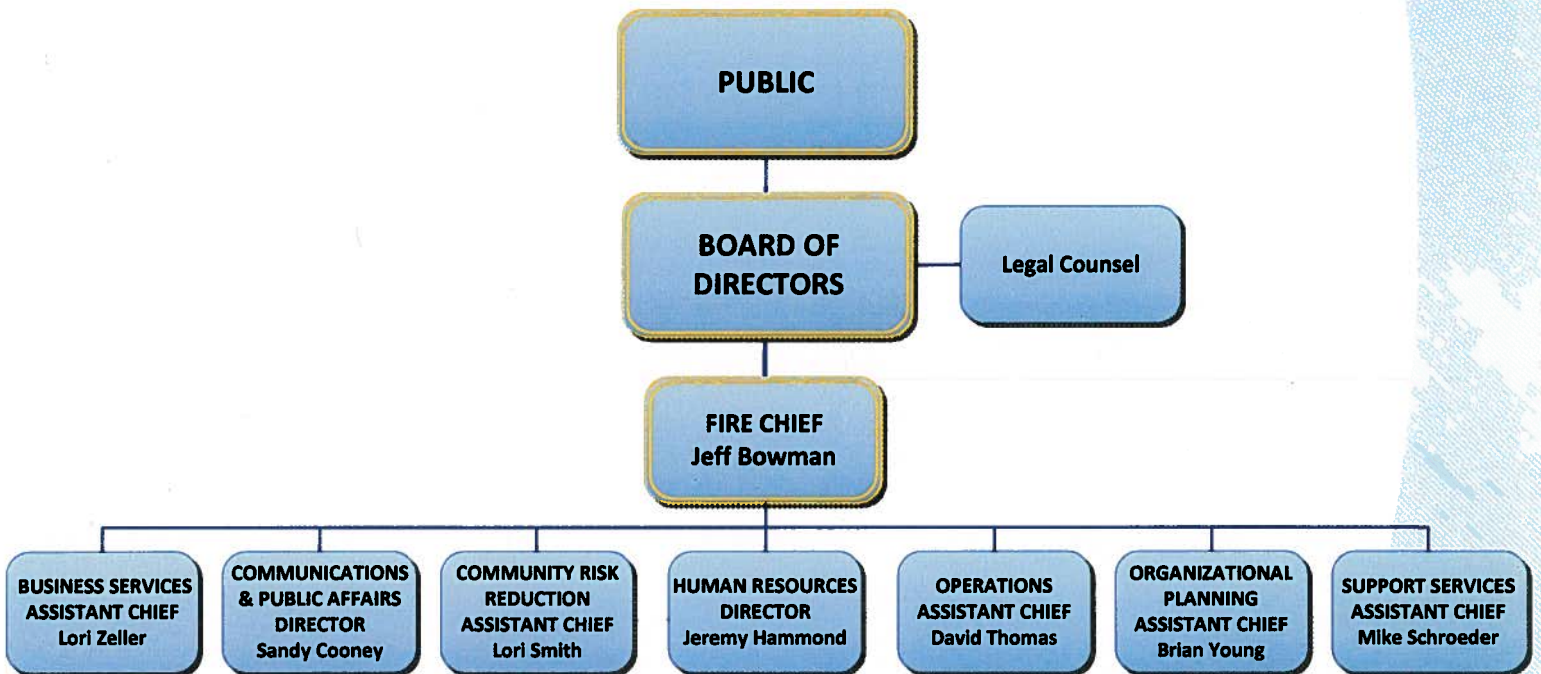 PUBLIC
BOARD OF
DIRECTORS
Legal Counsel
FIRE CHIEF
Jeff Bowman
BUSINESS SERVICES
ASSISTANT CHIEF
Lori Zeller
COMMUNICATIONS
& PUBLIC AFFAIRS
DIRECTOR
Sandy Cooney
COMMUNITY RISK
REDUCTION
ASSISTANT CHIEF
Lori Smith
HUMAN RESOURCES
DIRECTOR
Jeremy Hammond
OPERATIONS
ASSISTANT CHIEF
David Thomas
ORGANIZATIONAL
PLANNING
ASSISTANT CHIEF
Brian Young
SUPPORT SERVICES
ASSISTANT CHIEF
Mike Schroeder